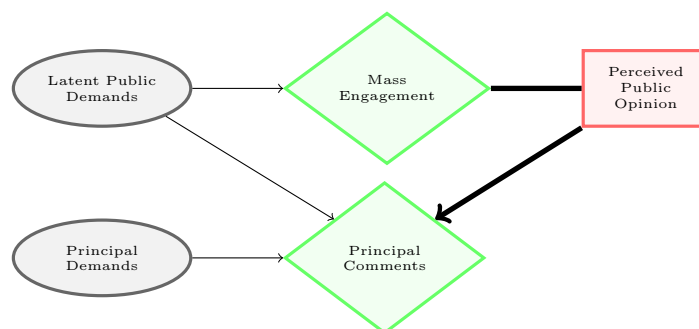 Latent Public
Demands
Mass
Engagement
Perceived
Public
Opinion
Principal
Demands
Principal
Comments